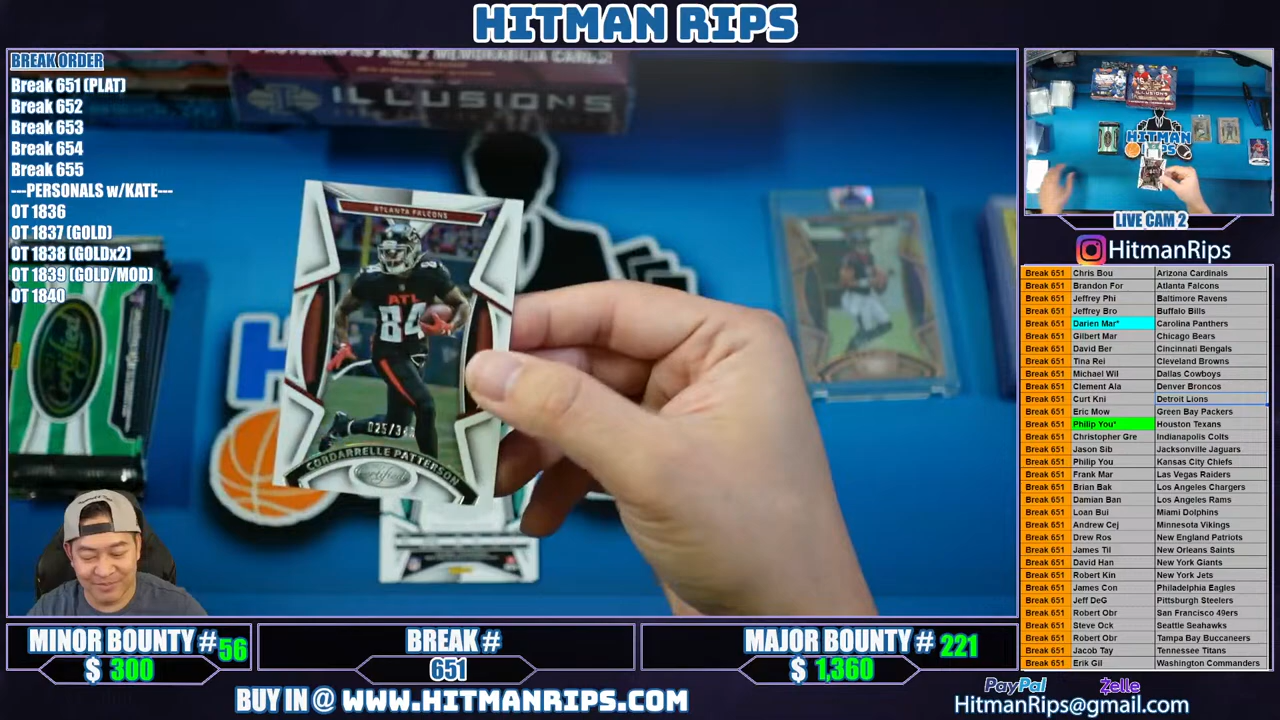 HITMAN RIPS
BREAK ORDER
Break 651 (PLAT)
Break 652
Break 653
Break 654
Break 655
---PERSONALS w/KATE---
OT 1836
OT 1837 (GOLD)
OT 1838 (GOLDx2)
OT 1839 (GOLD/MOD)
OT 1840
ILLUSIONS
ATLANTA FALCONS
ATL
84
CORDARRELLE PATTERSON
Certified
Certified
ILLUSIONS
HITMAN
LIVE CAM 2
HitmanRips
Break 651 Chris Bou Arizona Cardinals
Break 651 Brandon For Atlanta Falcons
Break 651 Jeffrey Phi Baltimore Ravens
Break 651 Jeffrey Bro Buffalo Bills
Break 651 Darien Mar* Carolina Panthers
Break 651 Gilbert Mar Chicago Bears
Break 651 David Ber Cincinnati Bengals
Break 651 Tina Rei Cleveland Browns
Break 651 Michael Wil Dallas Cowboys
Break 651 Clement Ala Denver Broncos
Break 651 Curt Kni Detroit Lions
Break 651 Eric Mow Green Bay Packers
Break 651 Philip You* Houston Texans
Break 651 Christopher Gre Indianapolis Colts
Break 651 Jason Sib Jacksonville Jaguars
Break 651 Philip You Kansas City Chiefs
Break 651 Frank Mar Las Vegas Raiders
Break 651 Brian Bak Los Angeles Chargers
Break 651 Damian Ban Los Angeles Rams
Break 651 Loan Bui Miami Dolphins
Break 651 Andrew Cej Minnesota Vikings
Break 651 Drew Ros New England Patriots
Break 651 James Til New Orleans Saints
Break 651 David Han New York Giants
Break 651 Robert Kin New York Jets
Break 651 James Con Philadelphia Eagles
Break 651 Jeff DeG Pittsburgh Steelers
Break 651 Robert Obr San Francisco 49ers
Break 651 Steve Ock Seattle Seahawks
Break 651 Robert Obr Tampa Bay Buccaneers
Break 651 Jacob Tay Tennessee Titans
Break 651 Erik Gil Washington Commanders
MINOR BOUNTY # 56
$ 300
BREAK #
651
MAJOR BOUNTY # 221
$ 1,360
BUY IN @ WWW.HITMANRIPS.COM
PayPal Zelle
HitmanRips@gmail.com